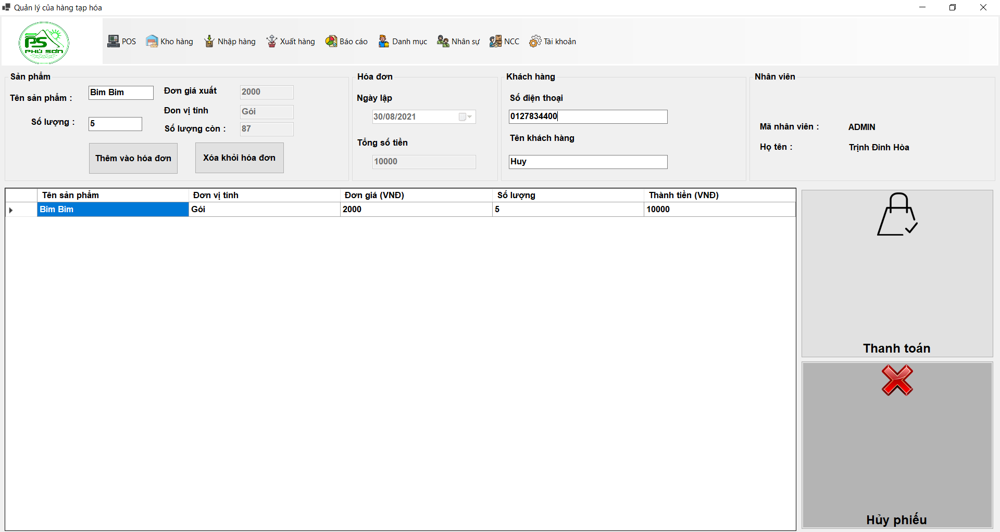 Quản lý của hàng tạp hóa
PS
PHÚ SƠN
POS Kho hàng Nhập hàng Xuất hàng Báo cáo Danh mục Nhân sự NCC Tài khoản
Sản phẩm
Tên sản phẩm : Bim Bim
Số lượng : 5
Đơn giá xuất 2000
Đon vị tính Gói
Số lượng còn : 87
Thêm vào hóa đơn Xóa khỏi hóa đơn
Hóa đơn
Ngày lập
30/08/2021
Tổng số tiền
10000
Khách hàng
Số điện thoại
0127834400
Tên khách hàng
Huy
Nhân viên
Mã nhân viên : ADMIN
Họ tên : Trịnh Đình Hòa
Tên sản phẩm Đơn vị tính Đơn giá (VNĐ) Số lượng Thành tiền (VNĐ)
Bim Bim Gói 2000 5 10000
Thanh toán
Hủy phiếu